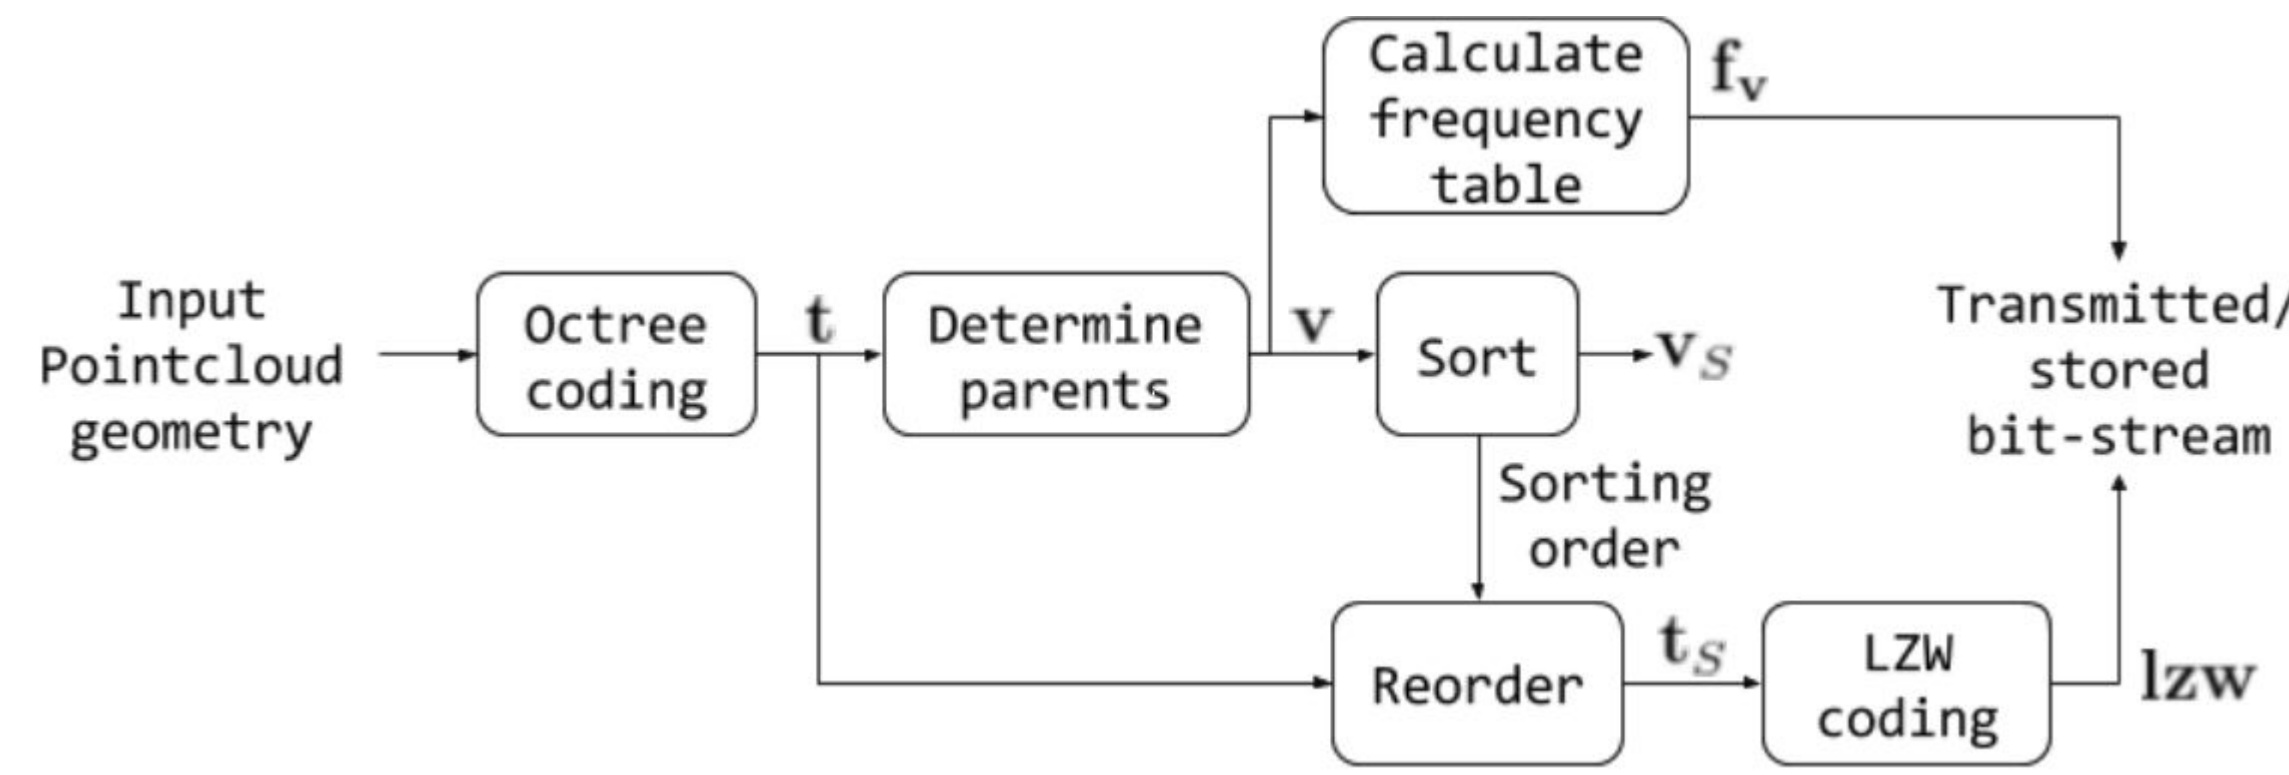 Input
Pointcloud
geometry
Octree
coding
t
Determine
parents
v
Calculate
frequency
table
f_v
Sort
v_S
Sorting
order
Reorder
t_S
LZW
coding
lzw
Transmitted/
stored
bit-stream